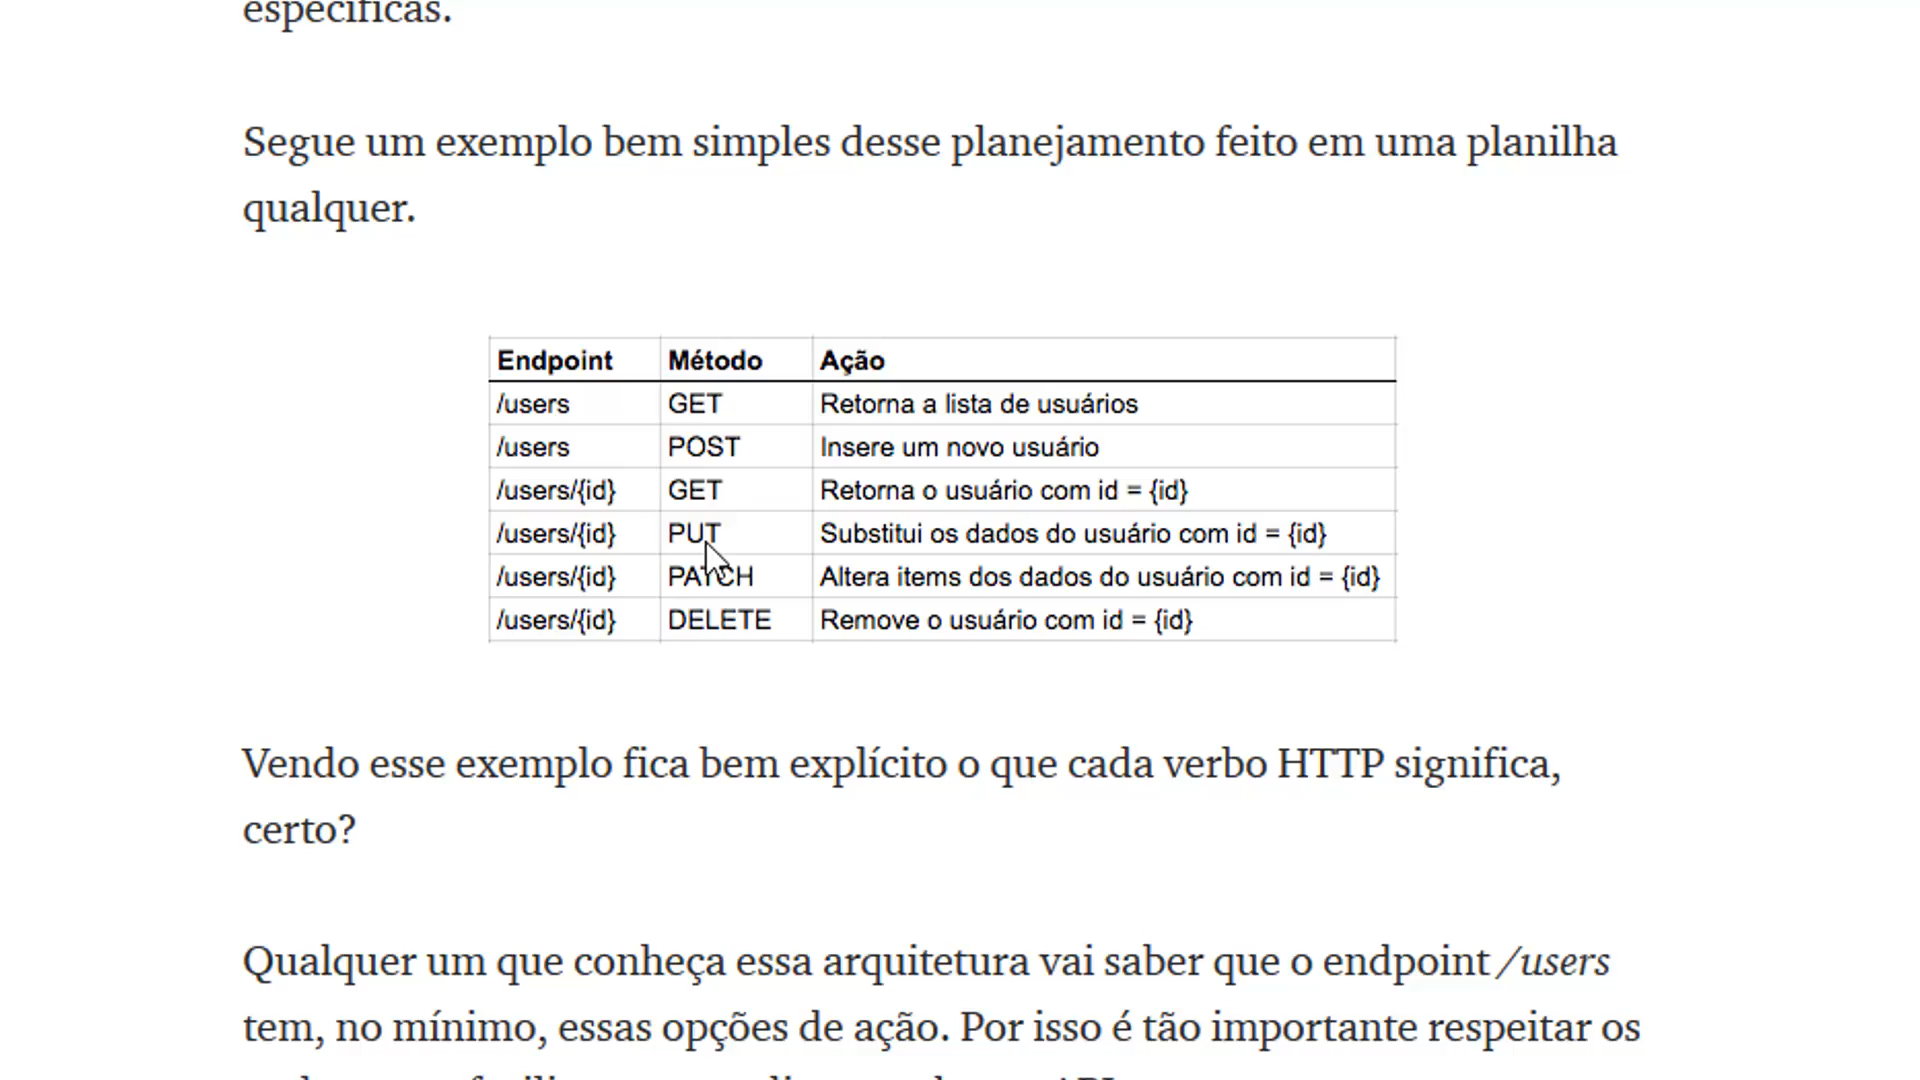 específicas.
Segue um exemplo bem simples desse planejamento feito em uma planilha
qualquer.
Endpoint Método Ação
/users GET Retorna a lista de usuários
/users POST Insere um novo usuário
/users/{id} GET Retorna o usuário com id = {id}
/users/{id} PUT Substitui os dados do usuário com id = {id}
/users/{id} PATCH Altera items dos dados do usuário com id = {id}
/users/{id} DELETE Remove o usuário com id = {id}
Vendo esse exemplo fica bem explícito o que cada verbo HTTP significa,
certo?
Qualquer um que conheça essa arquitetura vai saber que o endpoint /users
tem, no mínimo, essas opções de ação. Por isso é tão importante respeitar os